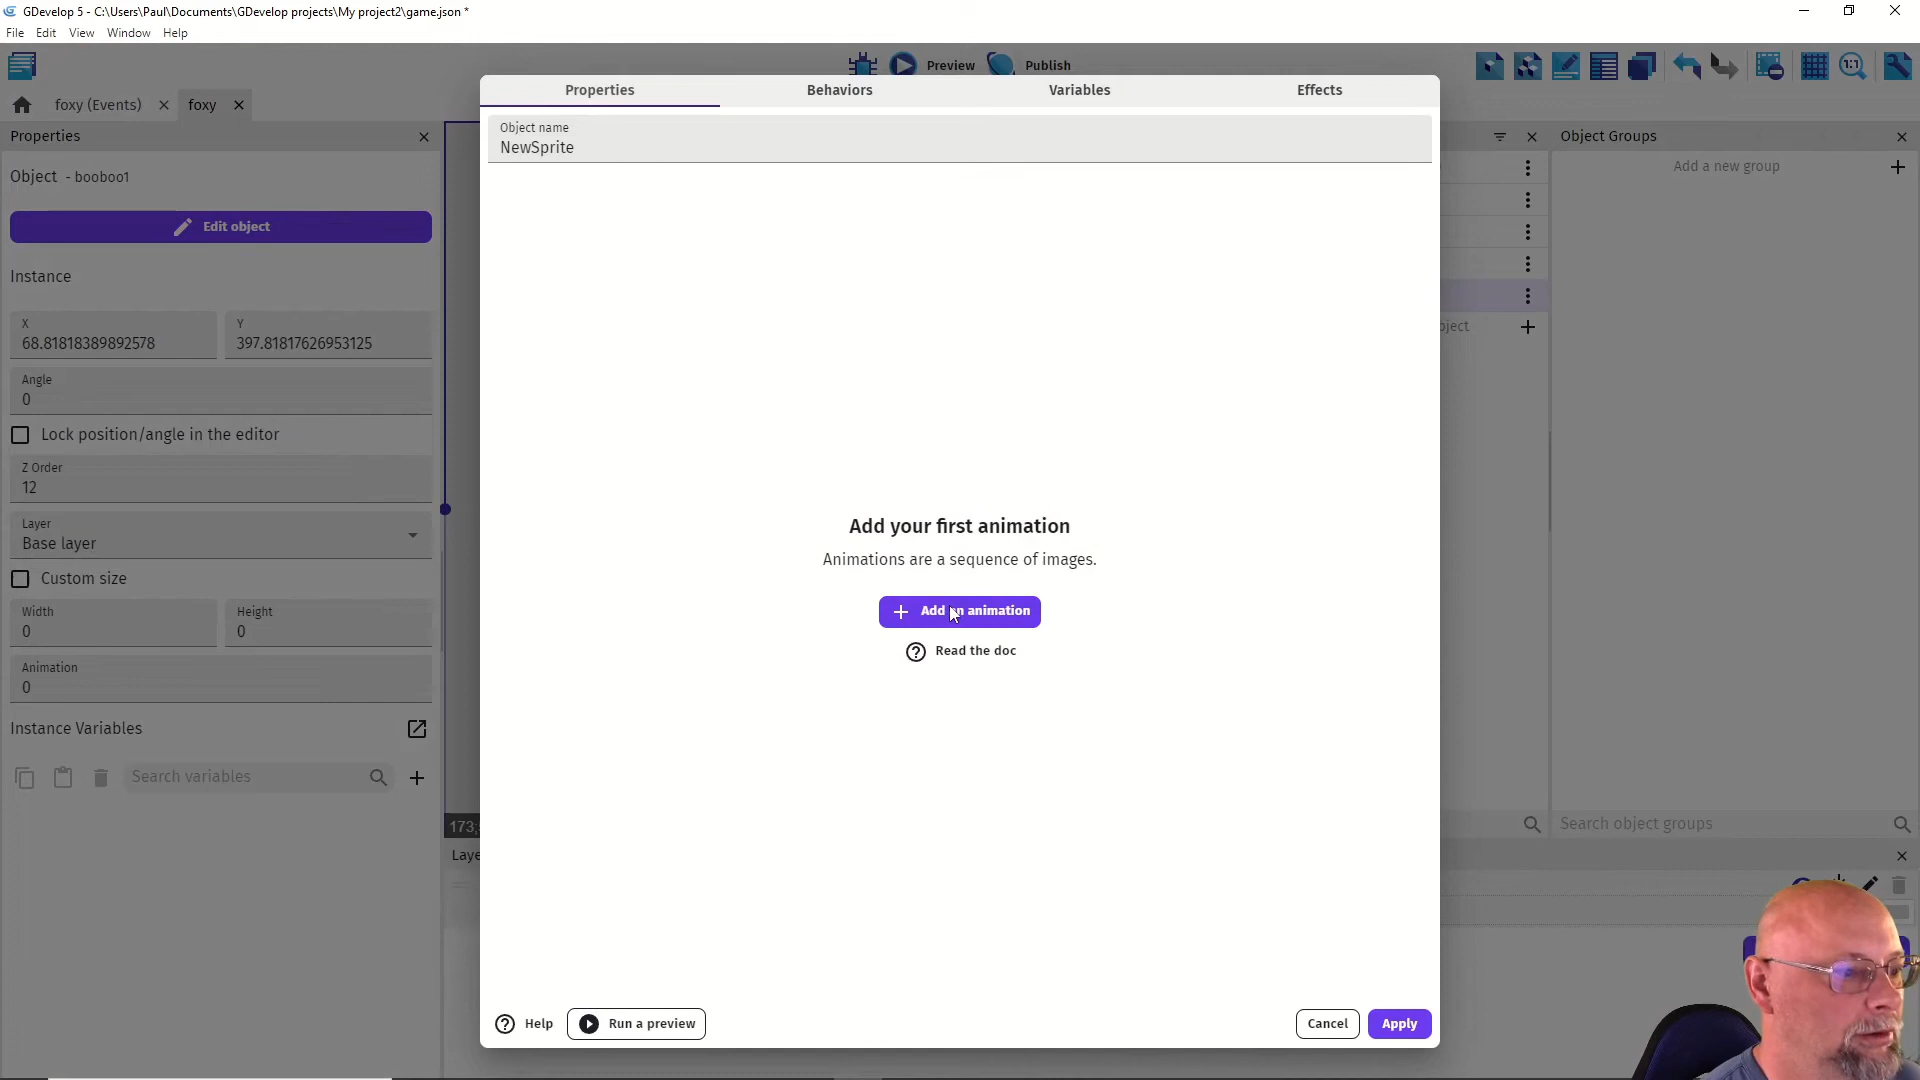 GDevelop 5 - C:\Users\Paul\Documents\GDevelop projects\My project2\game.json *
File Edit View Window Help
Preview Publish 1:1
foxy (Events) foxy
Properties
Object - booboo1
Edit object
Instance
X
68.81818389892578
Y
397.81817626953125
Angle
0
Lock position/angle in the editor
Z Order
12
Layer
Base layer
Custom size
Width
0
Height
0
Animation
0
Instance Variables
Search variables
Properties Behaviors Variables Effects
Object name
NewSprite
Add your first animation
Animations are a sequence of images.
Add an animation
Read the doc
Help Run a preview Cancel Apply
Object Groups
Add a new group
Search object groups